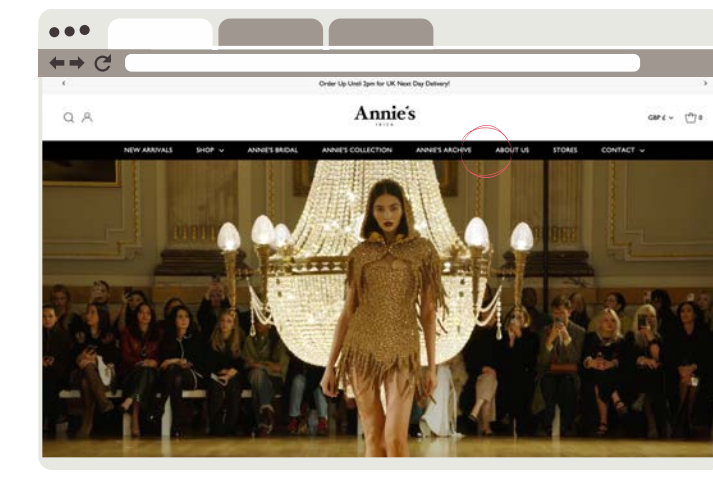 Order Up Until 2pm for UK Next Day Delivery!
Annie's
IBIZA
GBP £
0
NEW ARRIVALS SHOP ANNIE'S BRIDAL ANNIE'S COLLECTION ANNIE'S ARCHIVE ABOUT US STORES CONTACT